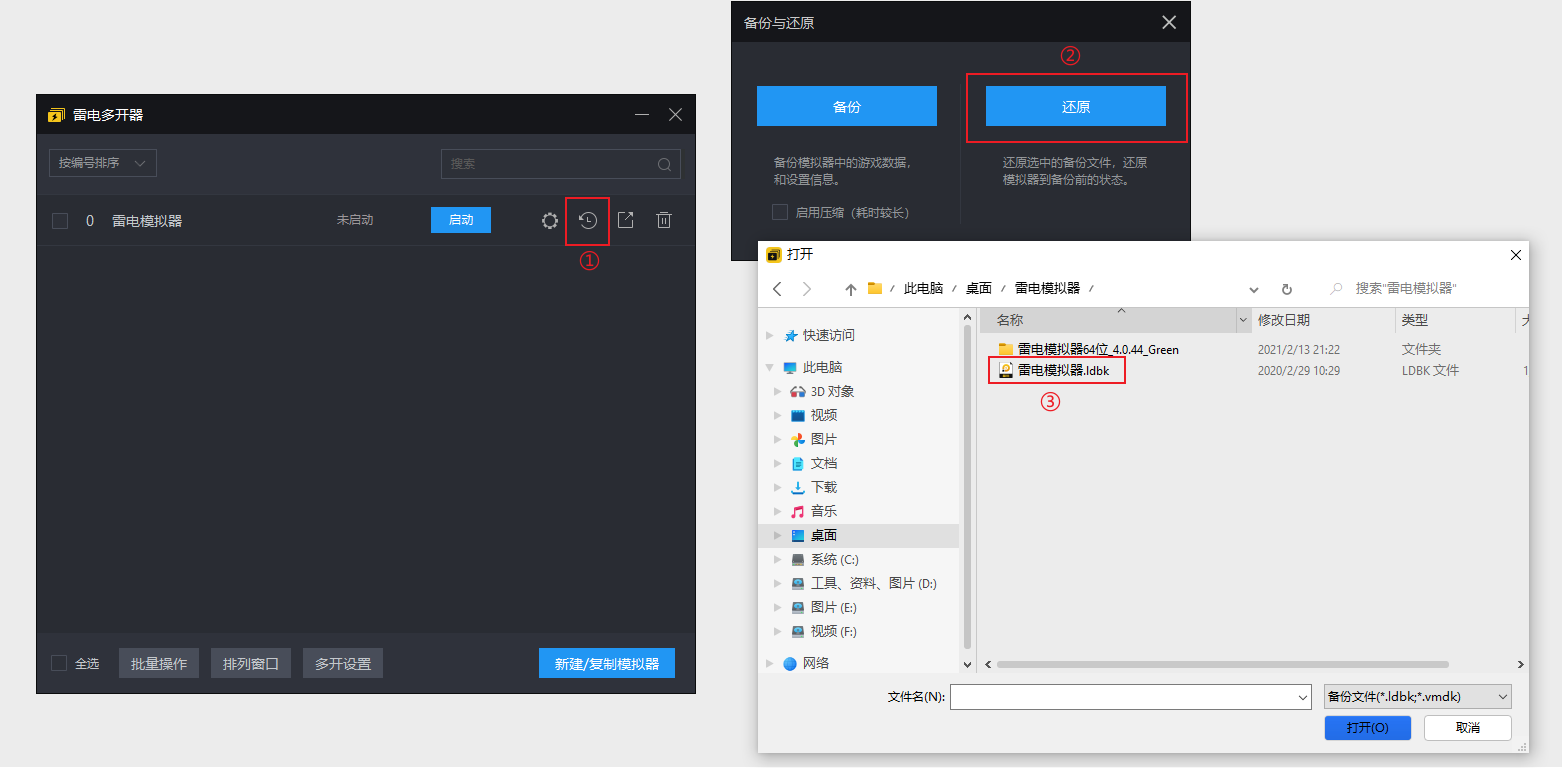 雷电多开器
按编号排序
搜索
0 雷电模拟器 未启动 启动
①
全选 批量操作 排列窗口 多开设置 新建/复制模拟器
备份与还原
②
备份
还原
备份模拟器中的游戏数据，
和设置信息。
还原选中的备份文件，还原
模拟器到备份前的状态。
启用压缩（耗时较长）
打开
此电脑 / 桌面 / 雷电模拟器 /
搜索"雷电模拟器"
快速访问
此电脑
3D 对象
视频
图片
文档
下载
音乐
桌面
系统 (C:)
工具、资料、图片 (D:)
图片 (E:)
视频 (F:)
网络
名称 修改日期 类型
雷电模拟器64位_4.0.44_Green 2021/2/13 21:22 文件夹
雷电模拟器.ldbk 2020/2/29 10:29 LDBK 文件 1
③
文件名(N):
备份文件(*.ldbk;*.vmdk)
打开(O) 取消